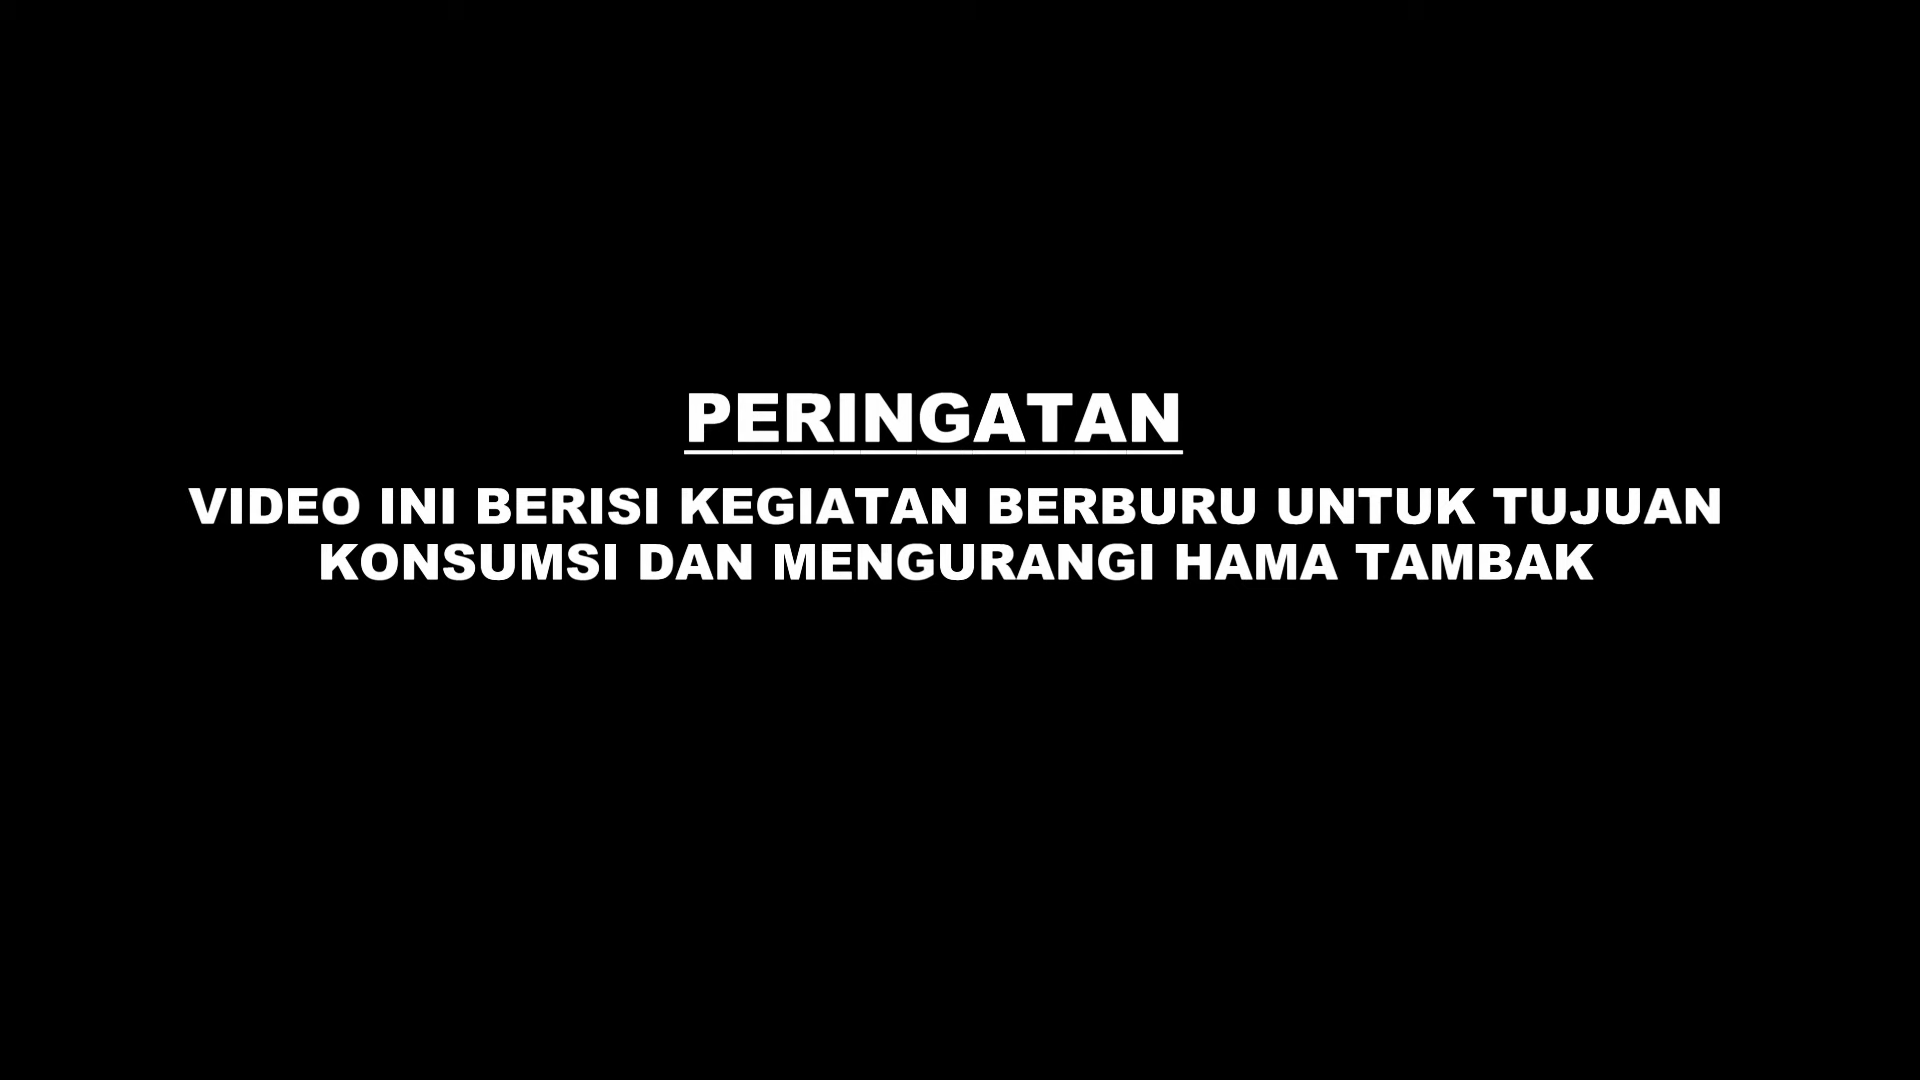 PERINGATAN
VIDEO INI BERISI KEGIATAN BERBURU UNTUK TUJUAN
KONSUMSI DAN MENGURANGI HAMA TAMBAK